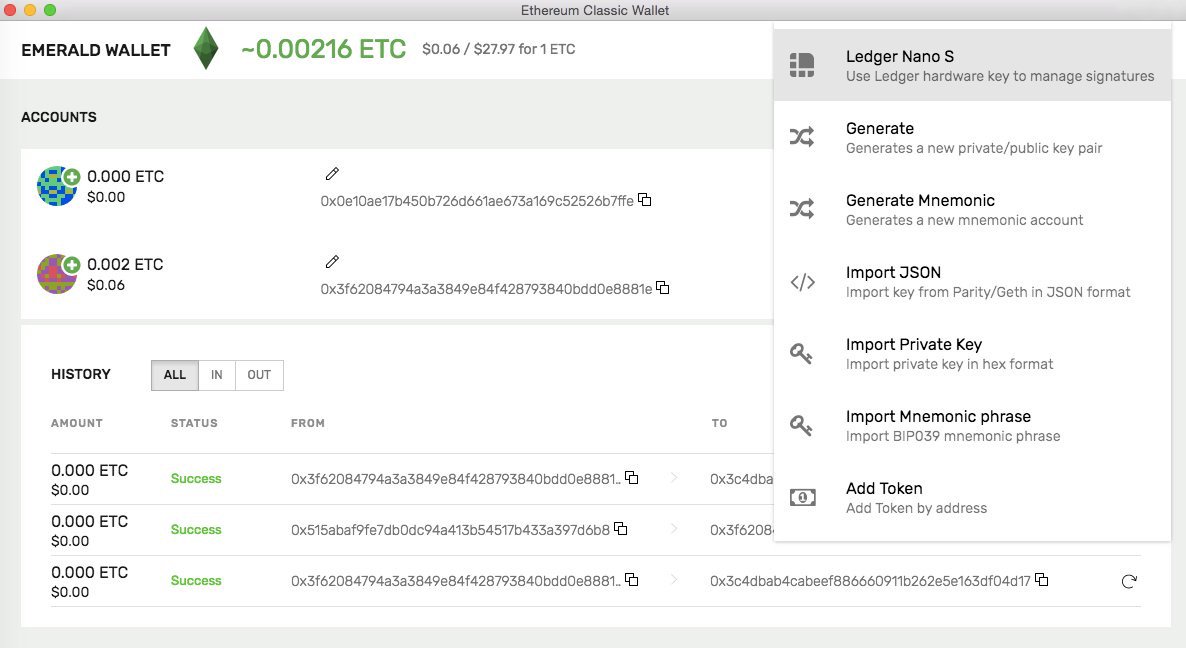 Ethereum Classic Wallet
EMERALD WALLET
~0.00216 ETC
$0.06 / $27.97 for 1 ETC
ACCOUNTS
0.000 ETC
$0.00
0x0e10ae17b450b726d661ae673a169c52526b7ffe
0.002 ETC
$0.06
0x3f62084794a3a3849e84f428793840bdd0e8881e
HISTORY
ALL
IN
OUT
AMOUNT STATUS FROM TO
0.000 ETC
$0.00
Success
0x3f62084794a3a3849e84f428793840bdd0e8881..
0x3c4dba
0.000 ETC
$0.00
Success
0x515abaf9fe7db0dc94a413b54517b433a397d6b8
0x3f6208
0.000 ETC
$0.00
Success
0x3f62084794a3a3849e84f428793840bdd0e8881..
0x3c4dbab4cabeef886660911b262e5e163df04d17
Ledger Nano S
Use Ledger hardware key to manage signatures
Generate
Generates a new private/public key pair
Generate Mnemonic
Generates a new mnemonic account
Import JSON
Import key from Parity/Geth in JSON format
Import Private Key
Import private key in hex format
Import Mnemonic phrase
Import BIP039 mnemonic phrase
Add Token
Add Token by address